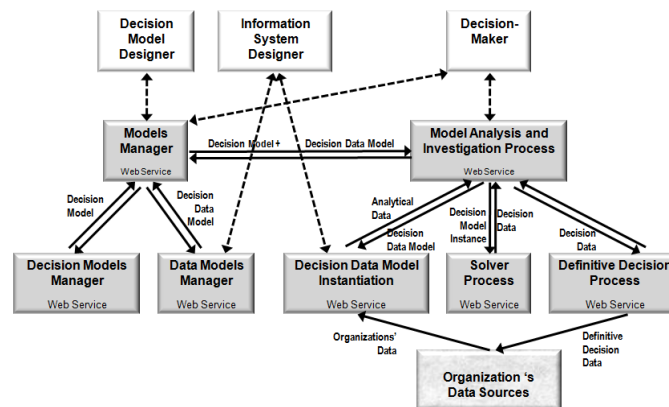 Decision
Model
Designer
Information
System
Designer
Decision-
Maker
Models
Manager
Web Service
Decision Model +
Decision Data Model
Model Analysis and
Investigation Process
Web Service
Decision
Model
Decision
Data
Model
Analytical
Data
Decision
Data Model
Decision
Model
Instance
Decision
Data
Decision
Data
Decision Models
Manager
Web Service
Data Models
Manager
Web Service
Decision Data Model
Instantiation
Web Service
Solver
Process
Web Service
Definitive Decision
Process
Web Service
Organizations'
Data
Definitive
Decision
Data
Organization 's
Data Sources